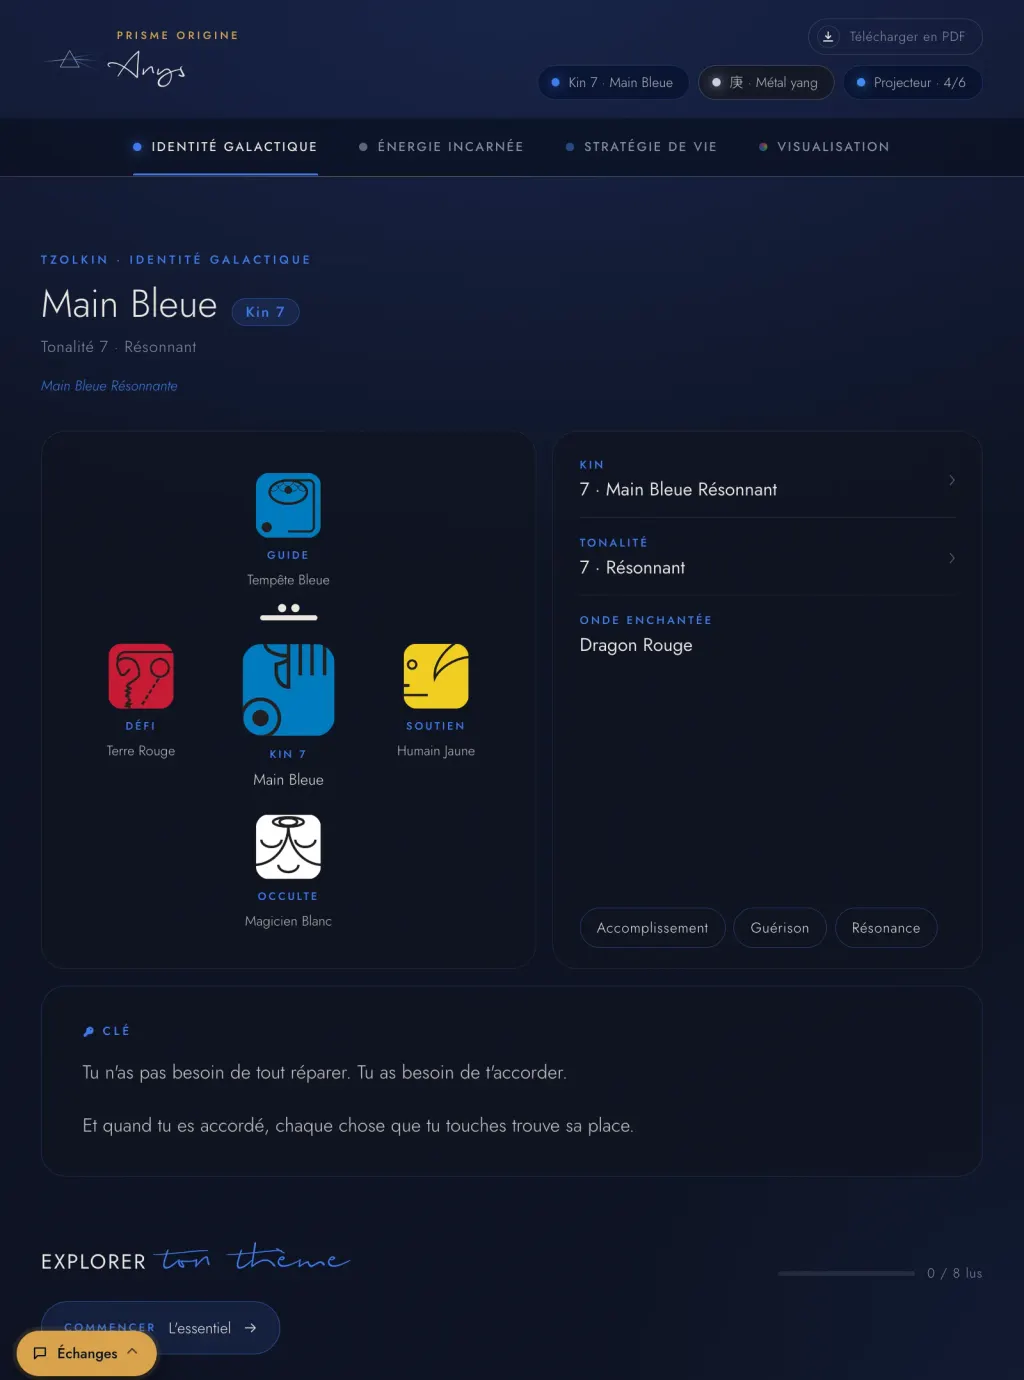 PRISME ORIGINE
Anys
Télécharger en PDF
Kin 7 · Main Bleue
庚 · Métal yang
Projecteur · 4/6
IDENTITÉ GALACTIQUE
ÉNERGIE INCARNÉE
STRATÉGIE DE VIE
VISUALISATION
TZOLKIN · IDENTITÉ GALACTIQUE
Main Bleue Kin 7
Tonalité 7 · Résonnant
Main Bleue Résonnante
GUIDE
Tempête Bleue
DÉFI
Terre Rouge
KIN 7
Main Bleue
SOUTIEN
Humain Jaune
OCCULTE
Magicien Blanc
KIN
7 · Main Bleue Résonnant
TONALITÉ
7 · Résonnant
ONDE ENCHANTÉE
Dragon Rouge
Accomplissement
Guérison
Résonance
CLÉ
Tu n'as pas besoin de tout réparer. Tu as besoin de t'accorder.
Et quand tu es accordé, chaque chose que tu touches trouve sa place.
EXPLORER ton thème
0 / 8 lus
COMMENCER L'essentiel →
Échanges